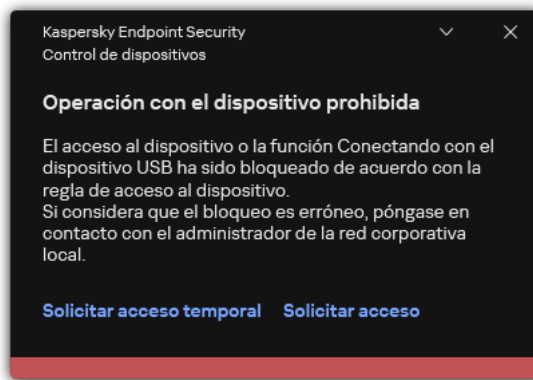 Kaspersky Endpoint Security
Control de dispositivos
Operación con el dispositivo prohibida
El acceso al dispositivo o la función Conectando con el
dispositivo USB ha sido bloqueado de acuerdo con la
regla de acceso al dispositivo.
Si considera que el bloqueo es erróneo, póngase en
contacto con el administrador de la red corporativa
local.
Solicitar acceso temporal Solicitar acceso